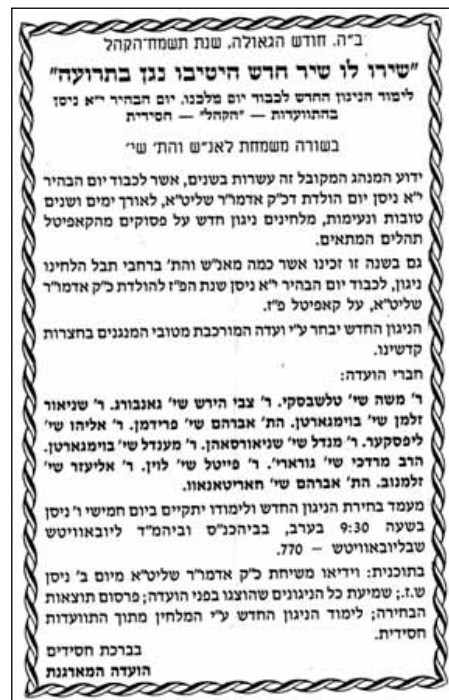 ב"ה. חודש הגאולה. שנת תשמח-הקהל
"שירו לו שיר חדש היטיבו נגן בתרועה"
לימוד הניגון החדש לכבוד יום מלכנו. יום הבהיר י"א ניסן
בהתוועדות — "הקהל" — חסידית
בשורה משמחת לאנ"ש והת' שי'
ידוע המנהג המקובל זה עשרות בשנים, אשר לכבוד יום הבהיר
י"א ניסן יום הולדת דכ"ק אדמו"ר שליט"א, לאורך ימים ושנים
טובות ונעימות, מלחינים ניגון חדש על פסוקים מהקאפיטל
תהלים המתאים.
גם בשנה זו זכינו אשר כמה מאנ"ש והת' ברחבי תבל הלחינו
ניגון, לכבוד יום הבהיר י"א ניסן שנת הפ"ז להולדת כ"ק אדמו"ר
שליט"א, על קאפיטל פ"ז.
הניגון החדש יבחר ע"י ועדה המורכבת מטובי המנגנים בחצרות
קדשינו.
חברי הועדה:
ר' משה שי' טלשבסקי. ר' צבי הירש שי' גאנבורג. ר' שניאור
זלמן שי' בוימגארטן. הת' אברהם שי' פרידמן. ר' אליהו שי'
ליפסקער. ר' מנדל שי' שניאורסאהן. ר' מענדל שי' בוימגארטן.
הרב מרדכי שי' גורארי'. ר' פייטל שי' לוין. ר' אליעזר שי'
זלמנוב. הת' אברהם שי' חאריטאנאוו.
מעמד בחירת הניגון החדש ולימודו יתקיים ביום חמישי ו' ניסן
בשעה 9:30 בערב, בביהכנ"ס וביהמ"ד ליובאוויטש
שבליובאוויטש – 770.
בתוכנית: וידיאו משיחת כ"ק אדמו"ר שליט"א מיום ב' ניסן
ש.ז.; שמיעת כל הניגונים שהוצגו בפני הועדה; פרסום תוצאות
הבחירה; לימוד הניגון החדש ע"י המלחין מתוך התוועדות
חסידית.
בברכת חסידים
הועדה המארגנת